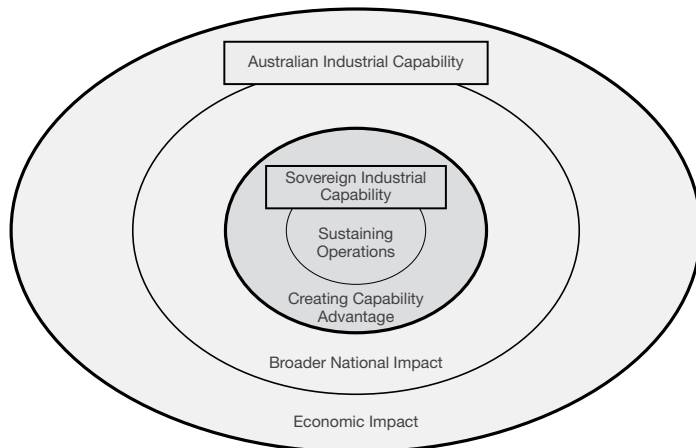 Australian Industrial Capability
Sovereign Industrial
Capability
Sustaining
Operations
Creating Capability
Advantage
Broader National Impact
Economic Impact